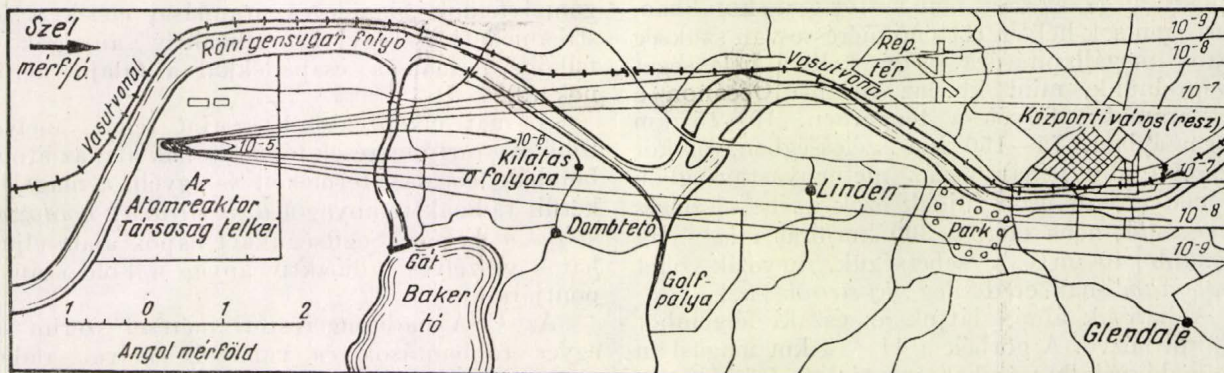 Szél
mérf/ó.
Vasútvonal
Röntgensugár folyó
10⁻⁵
Az
Atomreaktor
Társaság telkei
1 0 1 2
Angol mérföld
10⁻⁶
Kilátás
a folyóra
Dombtető
Gát
Baker
tó
Golf-
pálya
Vasútvonal
Rep.
tér
Linden
Park
Központi város (rész)
10⁻⁹
10⁻⁸
10⁻⁷
10⁻⁷
10⁻⁸
10⁻⁹
Glendale